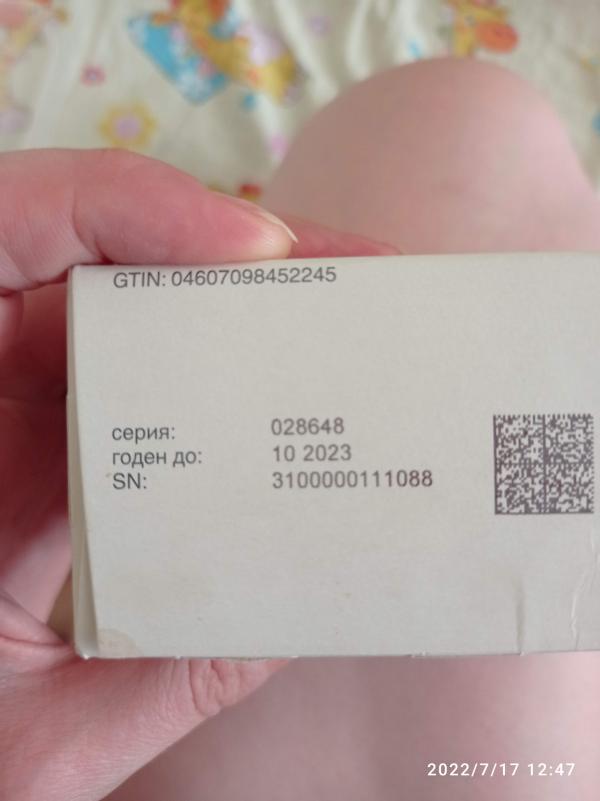 GTIN: 04607098452245
серия: 028648
годен до: 10 2023
SN: 3100000111088
2022/7/17 12:47